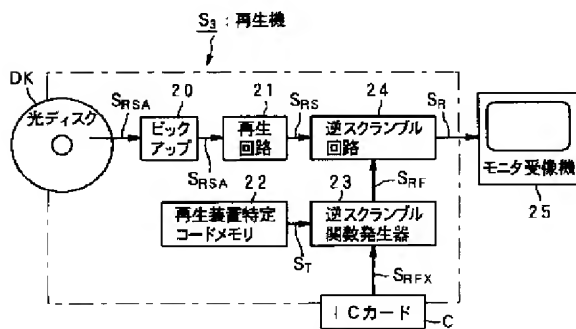 S3：再生機
DK
光ディスク
SRSA
20
ピック
アップ
SRSA
21
再生
回路
SRS
24
逆スクランブル
回路
SR
モニタ受像機
25
22
再生装置特定
コードメモリ
ST
23
逆スクランブル
関数発生器
SRF
SRFX
ICカード
C